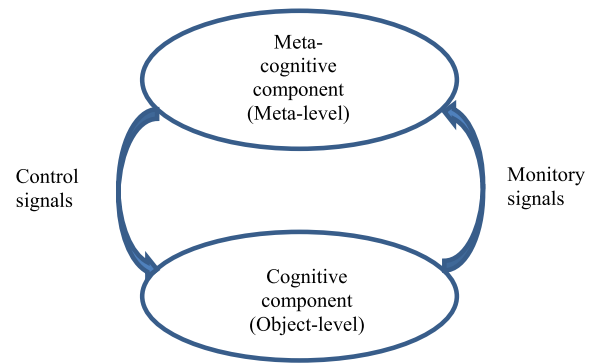 Meta-
cognitive
component
(Meta-level)
Control
signals
Monitory
signals
Cognitive
component
(Object-level)